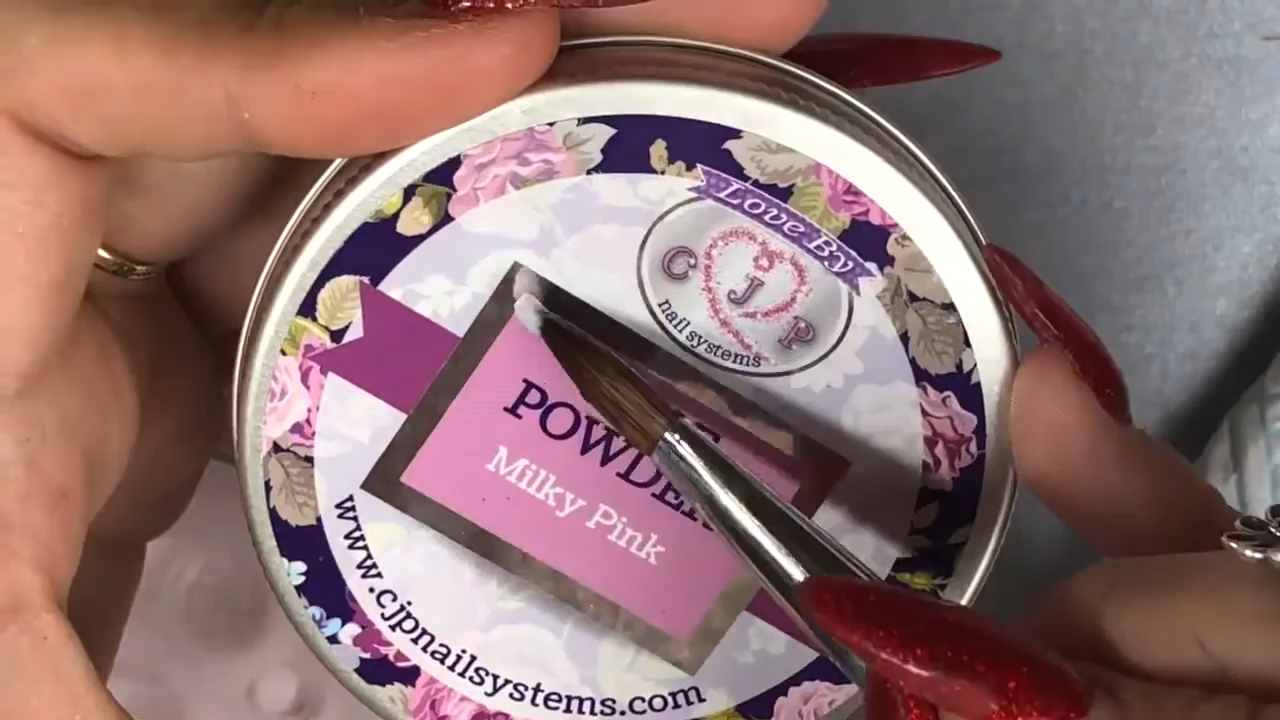 Love By
C J P
nail systems
POWDER
Milky Pink
www.cjpnailsystems.com